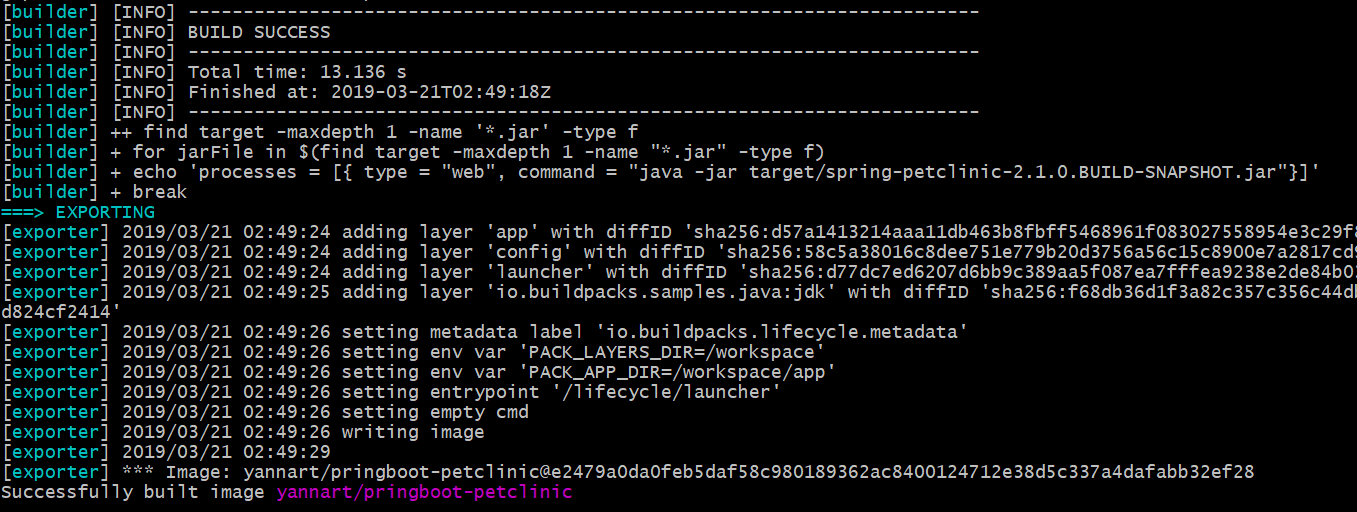 [builder] [INFO] ------------------------------------------------------------------------
[builder] [INFO] BUILD SUCCESS
[builder] [INFO] ------------------------------------------------------------------------
[builder] [INFO] Total time: 13.136 s
[builder] [INFO] Finished at: 2019-03-21T02:49:18Z
[builder] [INFO] ------------------------------------------------------------------------
[builder] ++ find target -maxdepth 1 -name '*.jar' -type f
[builder] + for jarFile in $(find target -maxdepth 1 -name "*.jar" -type f)
[builder] + echo 'processes = [{ type = "web", command = "java -jar target/spring-petclinic-2.1.0.BUILD-SNAPSHOT.jar"}]'
[builder] + break
===> EXPORTING
[exporter] 2019/03/21 02:49:24 adding layer 'app' with diffID 'sha256:d57a1413214aaa11db463b8fbff5468961f083027558954e3c29f8
[exporter] 2019/03/21 02:49:24 adding layer 'config' with diffID 'sha256:58c5a38016c8dee751e779b20d3756a56c15c8900e7a2817cd9
[exporter] 2019/03/21 02:49:24 adding layer 'launcher' with diffID 'sha256:d77dc7ed6207d6bb9c389aa5f087ea7fffea9238e2de84b01
[exporter] 2019/03/21 02:49:25 adding layer 'io.buildpacks.samples.java:jdk' with diffID 'sha256:f68db36d1f3a82c357c356c44db
d824cf2414'
[exporter] 2019/03/21 02:49:26 setting metadata label 'io.buildpacks.lifecycle.metadata'
[exporter] 2019/03/21 02:49:26 setting env var 'PACK_LAYERS_DIR=/workspace'
[exporter] 2019/03/21 02:49:26 setting env var 'PACK_APP_DIR=/workspace/app'
[exporter] 2019/03/21 02:49:26 setting entrypoint '/lifecycle/launcher'
[exporter] 2019/03/21 02:49:26 setting empty cmd
[exporter] 2019/03/21 02:49:26 writing image
[exporter] 2019/03/21 02:49:29
[exporter] *** Image: yannart/pringboot-petclinic@e2479a0da0feb5daf58c980189362ac8400124712e38d5c337a4dafabb32ef28
Successfully built image yannart/pringboot-petclinic